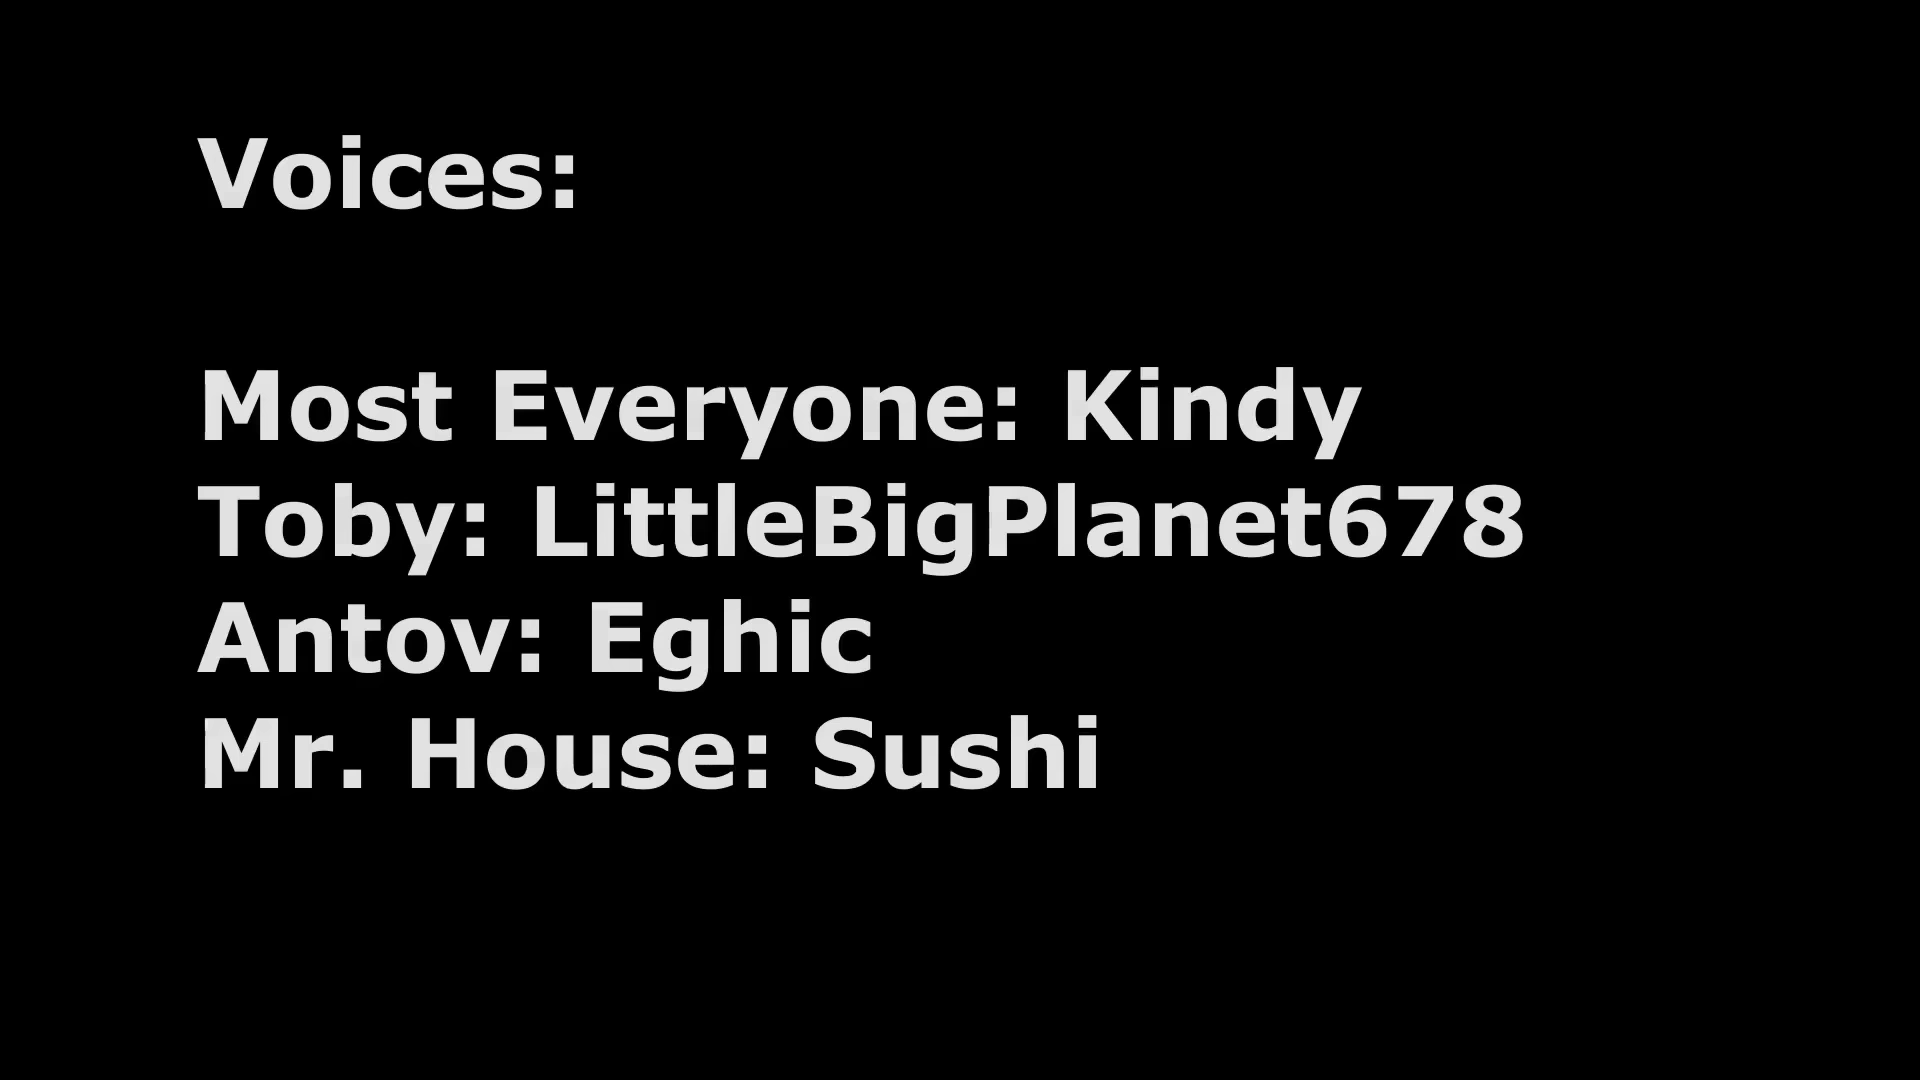 Voices:
Most Everyone: Kindy
Toby: LittleBigPlanet678
Antov: Eghic
Mr. House: Sushi